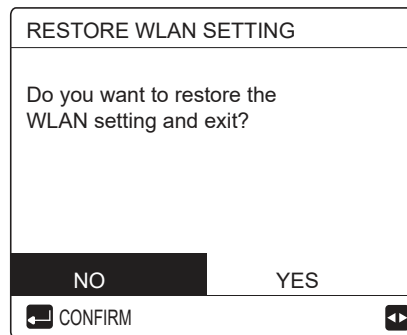 RESTORE WLAN SETTING
Do you want to restore the
WLAN setting and exit?
NO YES
CONFIRM